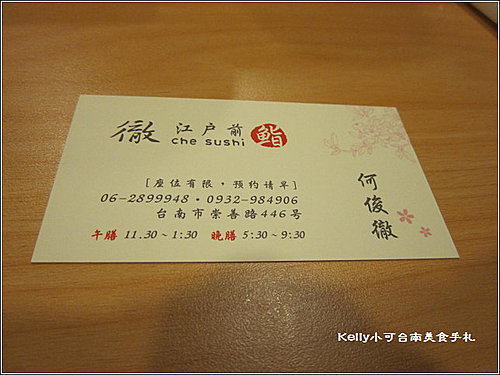 徹 江戶前 鮨
che sushi
[座位有限，預約請早]
06-2899948・0932-984906
台南市崇善路446号
午膳 11.30~1:30 晚膳 5:30~9:30
何俊徹
Kelly小可台南美食手札